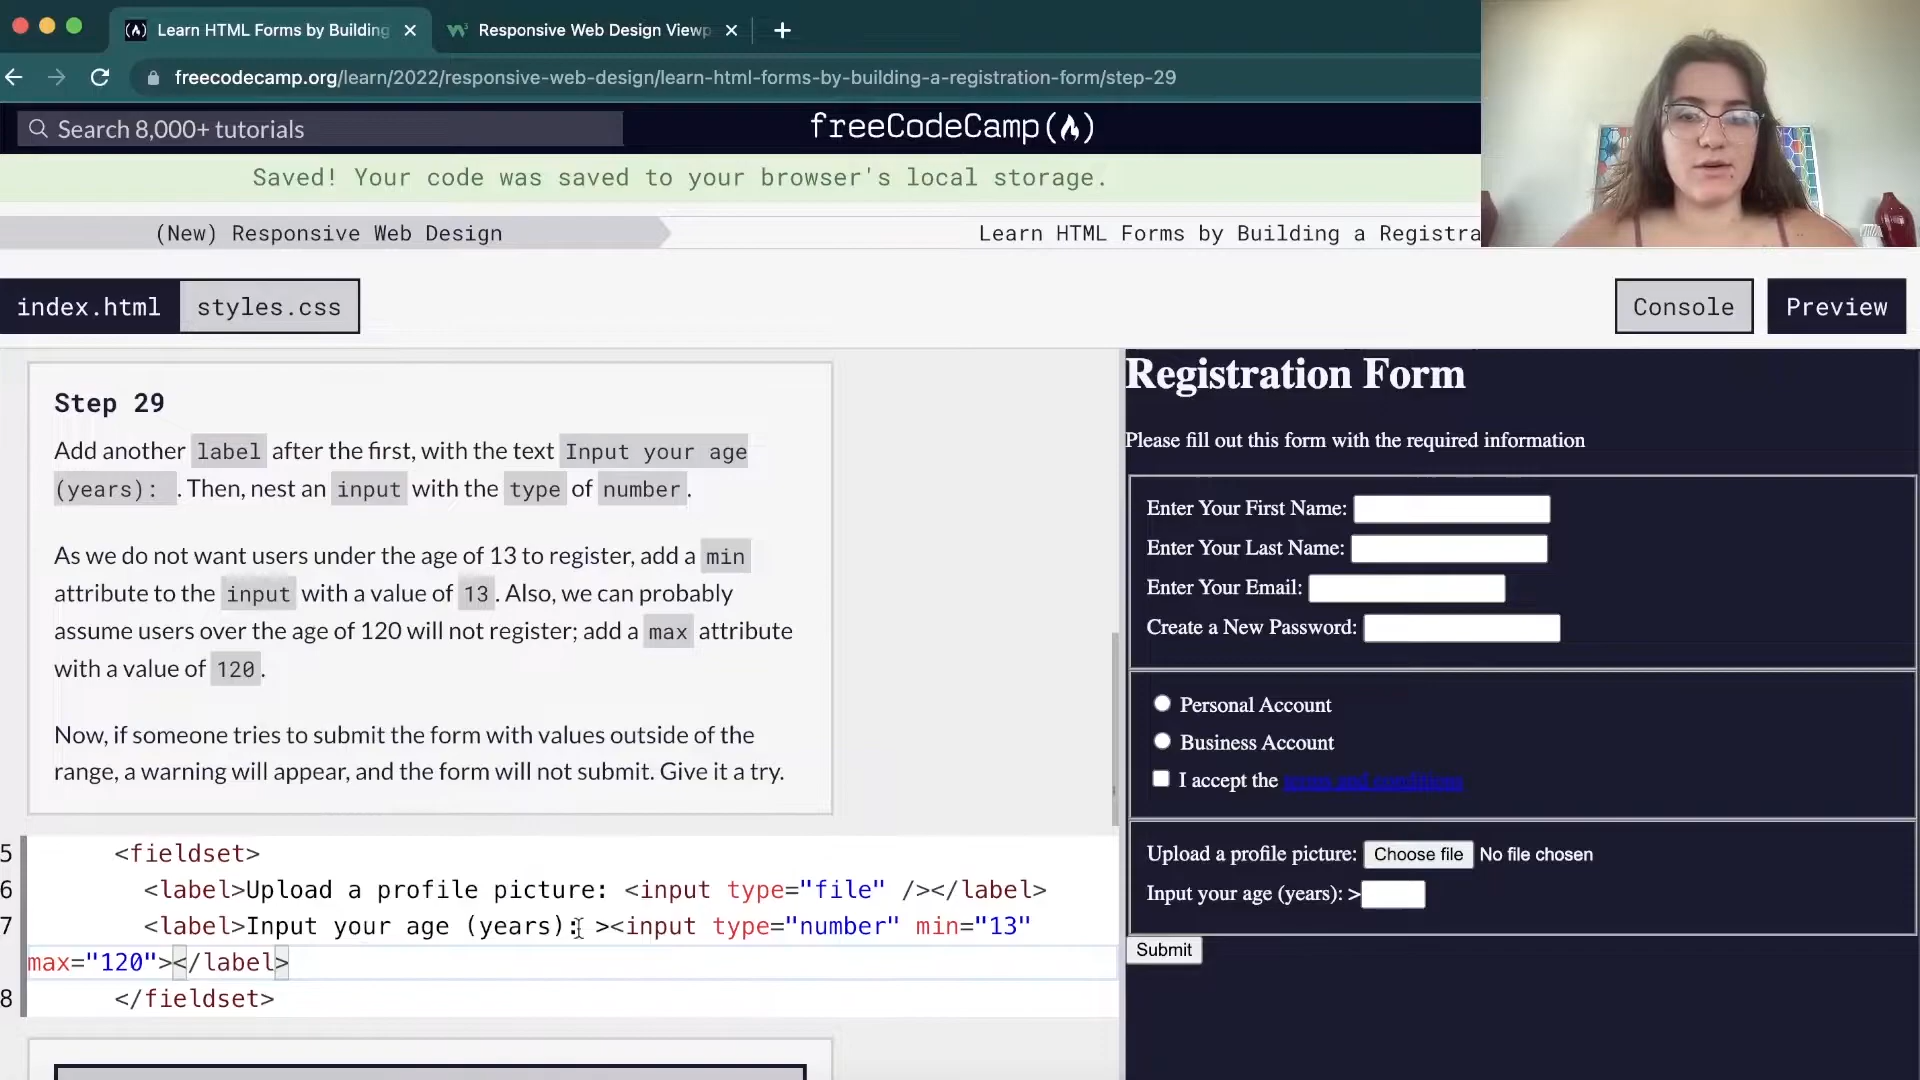 Learn HTML Forms by Building
Responsive Web Design Viewp
freecodecamp.org/learn/2022/responsive-web-design/learn-html-forms-by-building-a-registration-form/step-29
Search 8,000+ tutorials
freeCodeCamp
Saved! Your code was saved to your browser's local storage.
(New) Responsive Web Design
Learn HTML Forms by Building a Registra
index.html
styles.css
Console
Preview
Step 29
Add another label after the first, with the text Input your age
(years): . Then, nest an input with the type of number.
As we do not want users under the age of 13 to register, add a min
attribute to the input with a value of 13. Also, we can probably
assume users over the age of 120 will not register; add a max attribute
with a value of 120.
Now, if someone tries to submit the form with values outside of the
range, a warning will appear, and the form will not submit. Give it a try.
5 <fieldset>
6 <label>Upload a profile picture: <input type="file" /></label>
7 <label>Input your age (years): ><input type="number" min="13"
max="120"></label>
8 </fieldset>
Registration Form
Please fill out this form with the required information
Enter Your First Name:
Enter Your Last Name:
Enter Your Email:
Create a New Password:
Personal Account
Business Account
I accept the terms and conditions
Upload a profile picture: Choose file No file chosen
Input your age (years): >
Submit